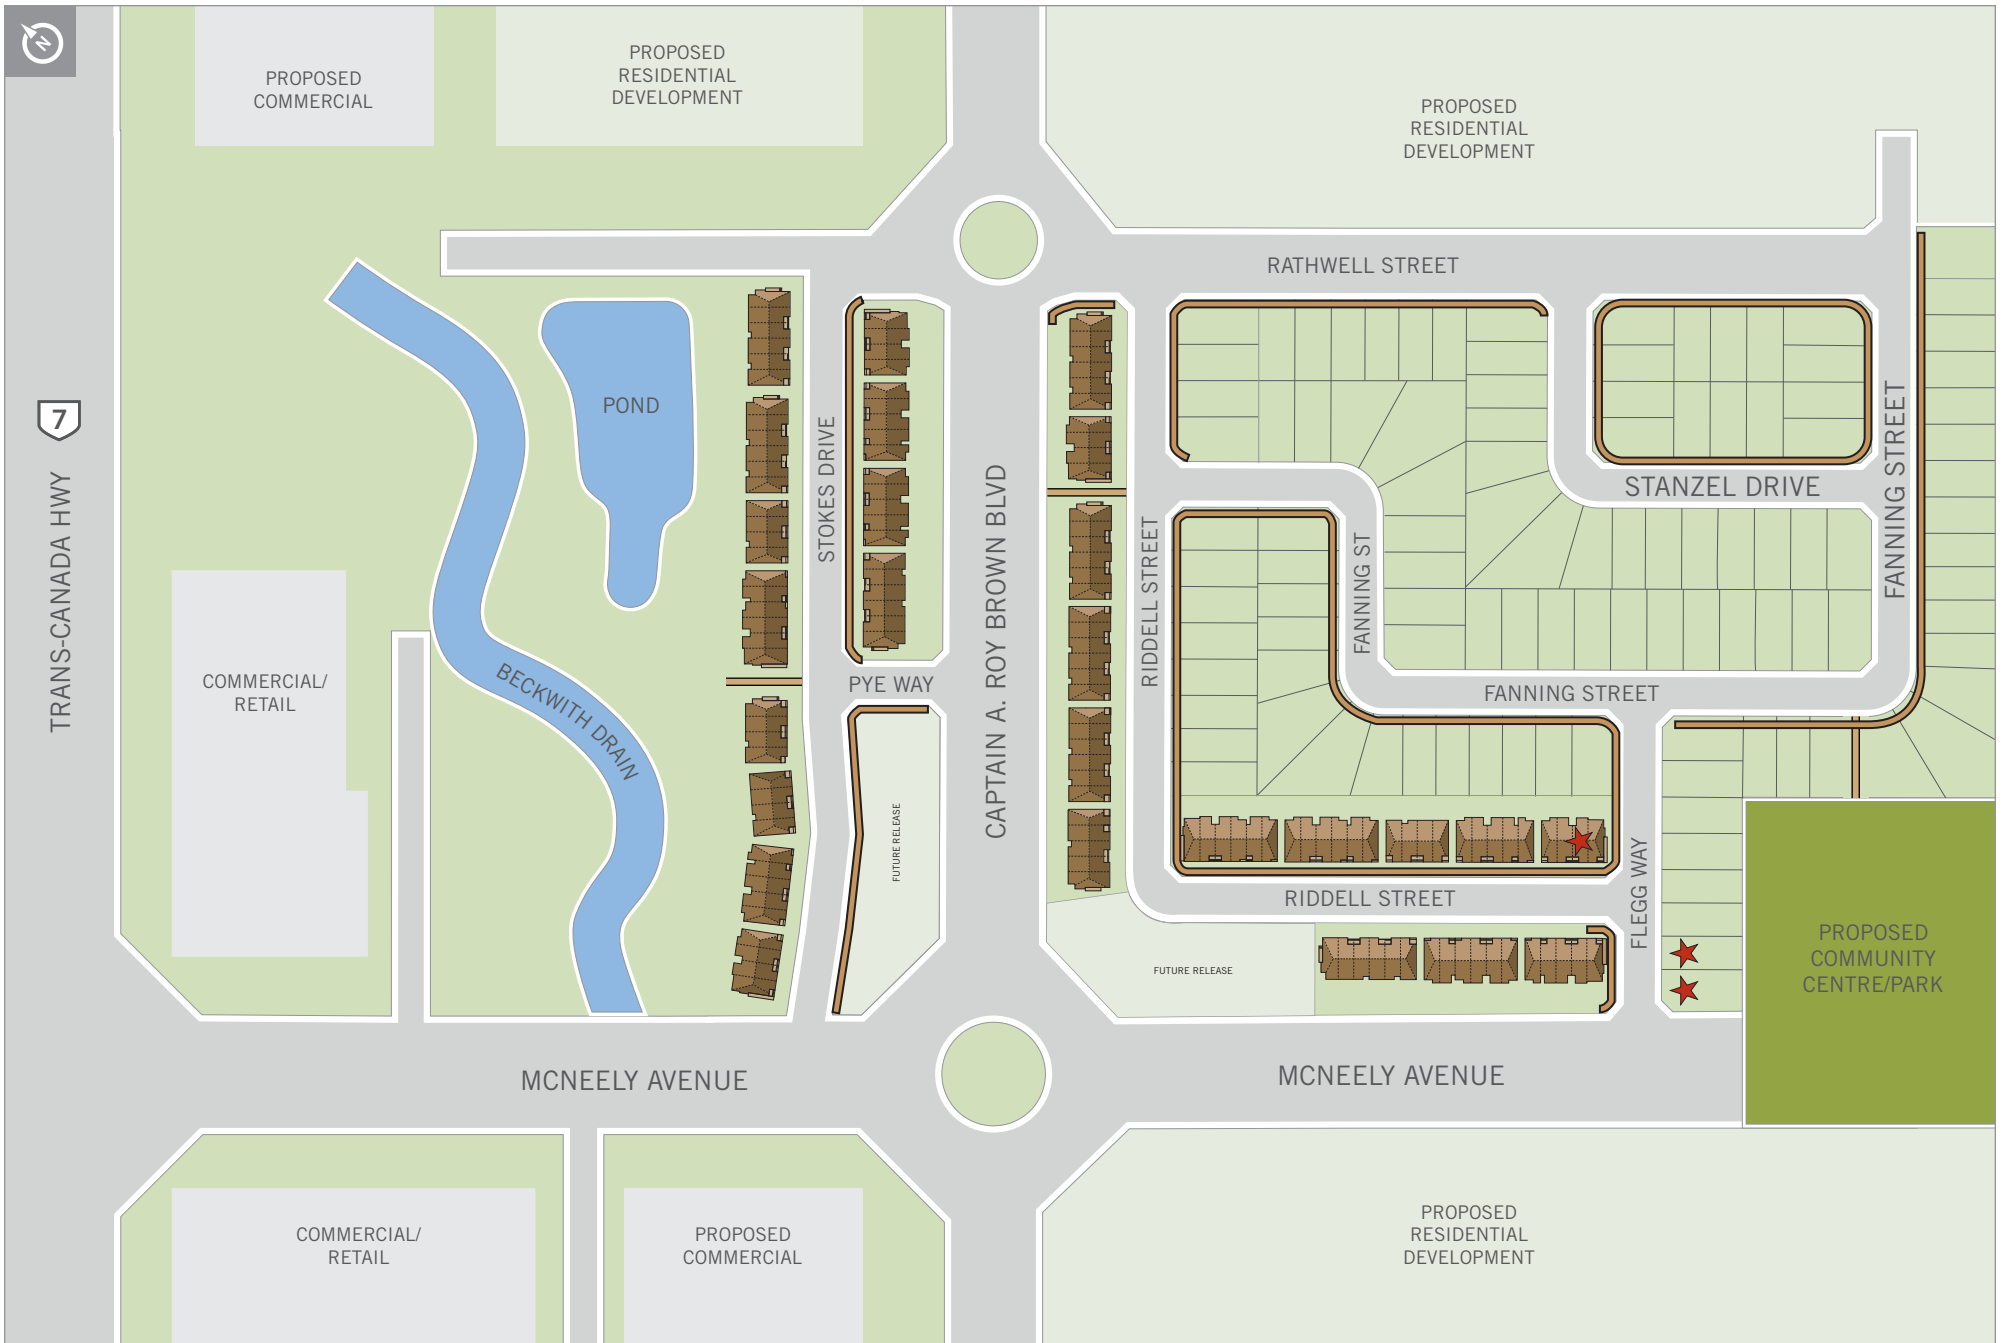 N
PROPOSED
COMMERCIAL
PROPOSED
RESIDENTIAL
DEVELOPMENT
PROPOSED
RESIDENTIAL
DEVELOPMENT
RATHWELL STREET
7
TRANS-CANADA HWY
POND
STOKES DRIVE
CAPTAIN A. ROY BROWN BLVD
RIDDELL STREET
FANNING ST
STANZEL DRIVE
FANNING STREET
COMMERCIAL/
RETAIL
BECKWITH DRAIN
PYE WAY
FANNING STREET
FUTURE RELEASE
RIDDELL STREET
FLEGG WAY
FUTURE RELEASE
PROPOSED
COMMUNITY
CENTRE/PARK
MCNEELY AVENUE
MCNEELY AVENUE
COMMERCIAL/
RETAIL
PROPOSED
COMMERCIAL
PROPOSED
RESIDENTIAL
DEVELOPMENT